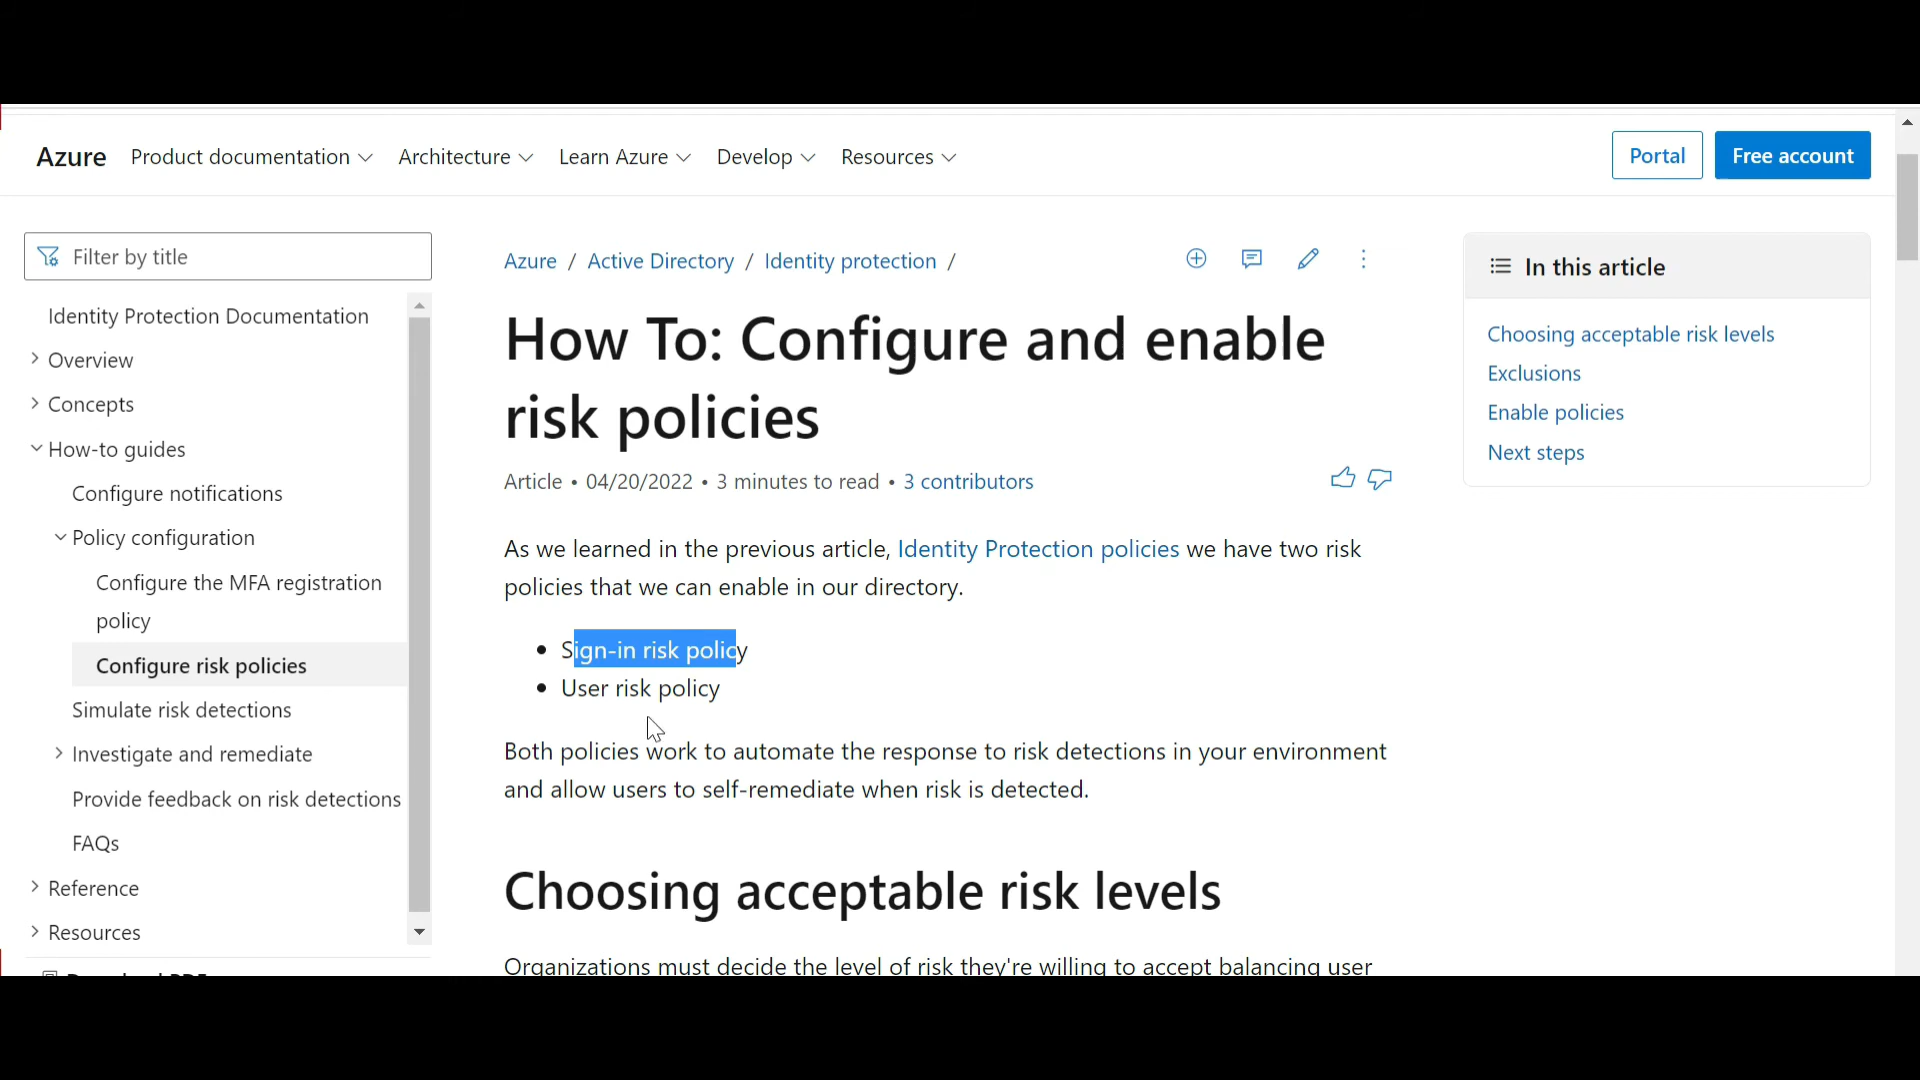 Azure Product documentation Architecture Learn Azure Develop Resources Portal Free account
Filter by title
Identity Protection Documentation
Overview
Concepts
How-to guides
Configure notifications
Policy configuration
Configure the MFA registration
policy
Configure risk policies
Simulate risk detections
Investigate and remediate
Provide feedback on risk detections
FAQs
Reference
Resources
Azure / Active Directory / Identity protection /
How To: Configure and enable
risk policies
Article • 04/20/2022 • 3 minutes to read • 3 contributors
As we learned in the previous article, Identity Protection policies we have two risk
policies that we can enable in our directory.
• Sign-in risk policy
• User risk policy
Both policies work to automate the response to risk detections in your environment
and allow users to self-remediate when risk is detected.
Choosing acceptable risk levels
Organizations must decide the level of risk they're willing to accept balancing user
In this article
Choosing acceptable risk levels
Exclusions
Enable policies
Next steps